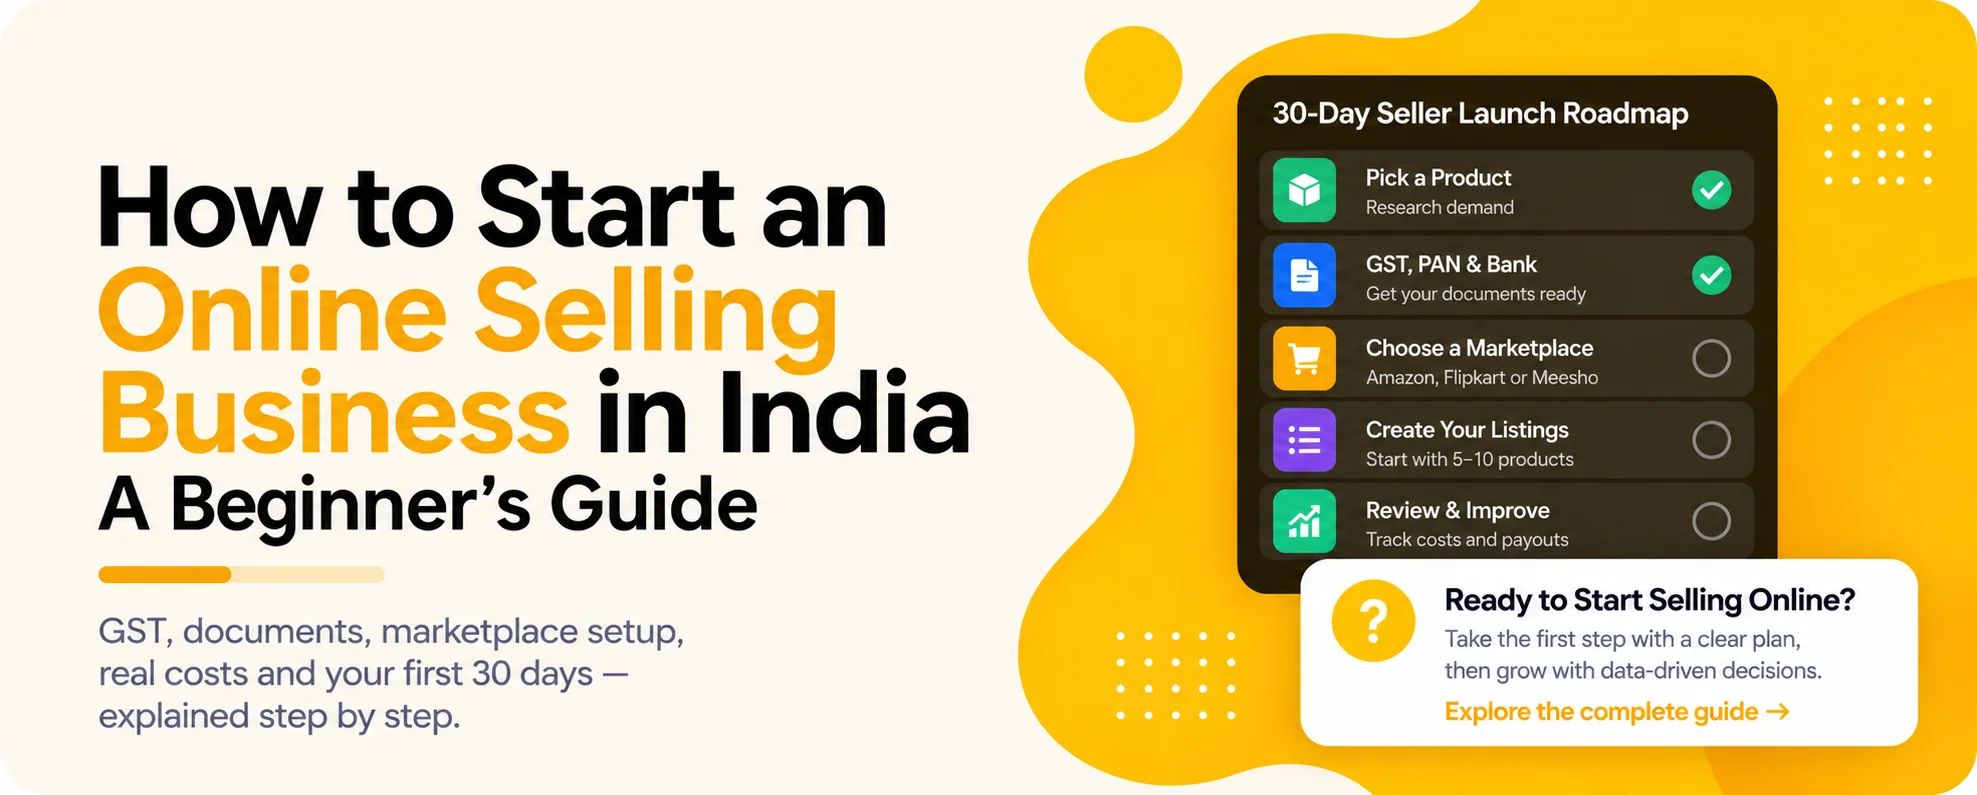 How to Start an
Online Selling
Business in India
A Beginner’s Guide
GST, documents, marketplace setup,
real costs and your first 30 days —
explained step by step.
30-Day Seller Launch Roadmap
Pick a Product
Research demand
GST, PAN & Bank
Get your documents ready
Choose a Marketplace
Amazon, Flipkart or Meesho
Create Your Listings
Start with 5–10 products
Review & Improve
Track costs and payouts
?
Ready to Start Selling Online?
Take the first step with a clear plan,
then grow with data-driven decisions.
Explore the complete guide →